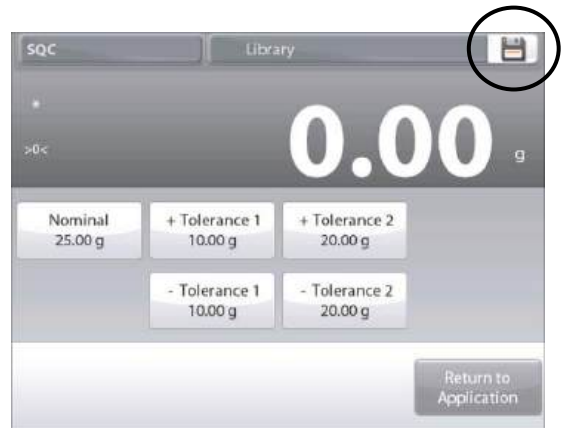 SQC
Library
*
>0<
0.00 g
Nominal
25.00 g
+ Tolerance 1
10.00 g
+ Tolerance 2
20.00 g
- Tolerance 1
10.00 g
- Tolerance 2
20.00 g
Return to
Application